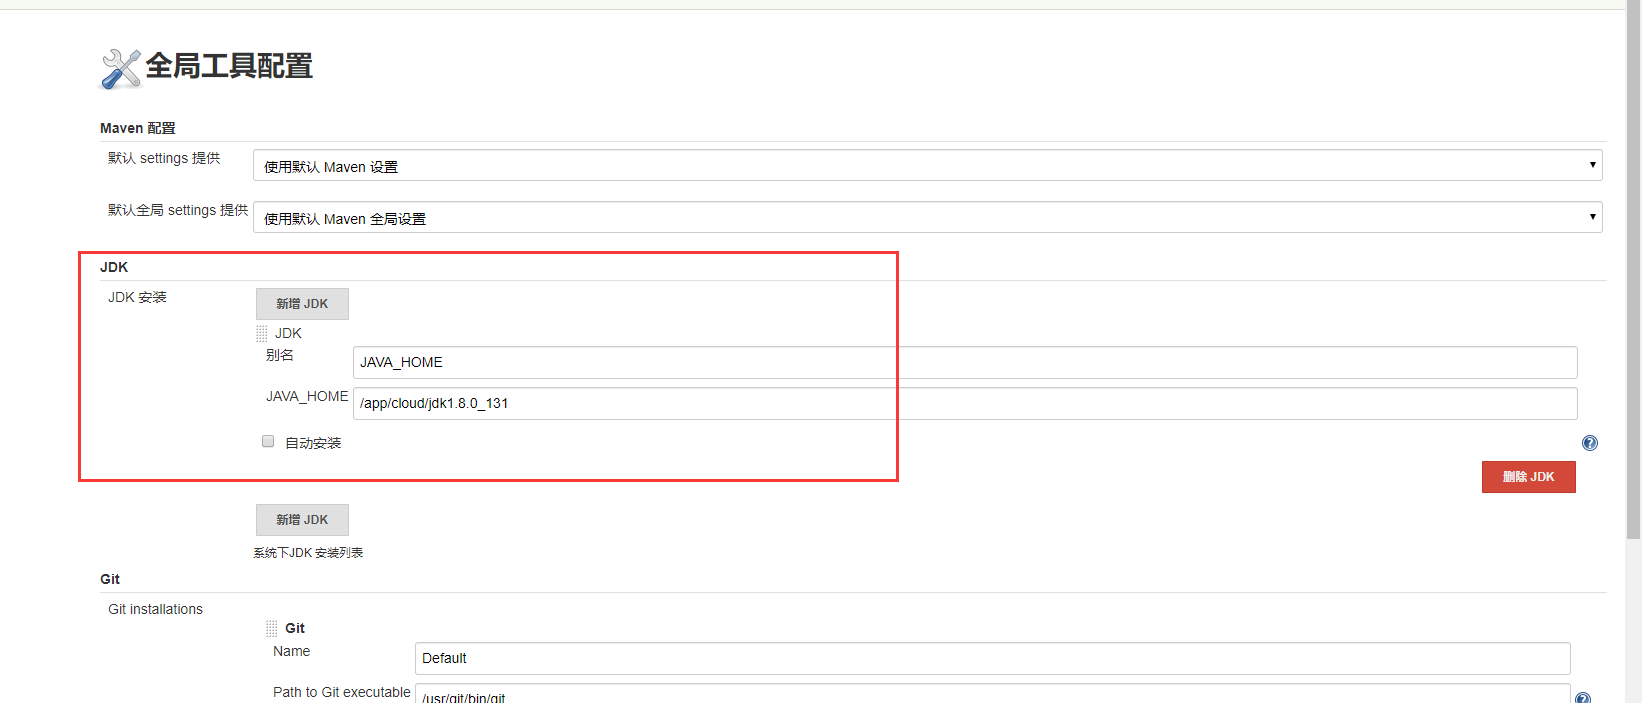 全局工具配置
Maven 配置
默认 settings 提供
使用默认 Maven 设置
默认全局 settings 提供
使用默认 Maven 全局设置
JDK
JDK 安装
新增 JDK
JDK
别名
JAVA_HOME
JAVA_HOME
/app/cloud/jdk1.8.0_131
自动安装
删除 JDK
新增 JDK
系统下JDK 安装列表
Git
Git installations
Git
Name
Default
Path to Git executable
/usr/git/bin/git